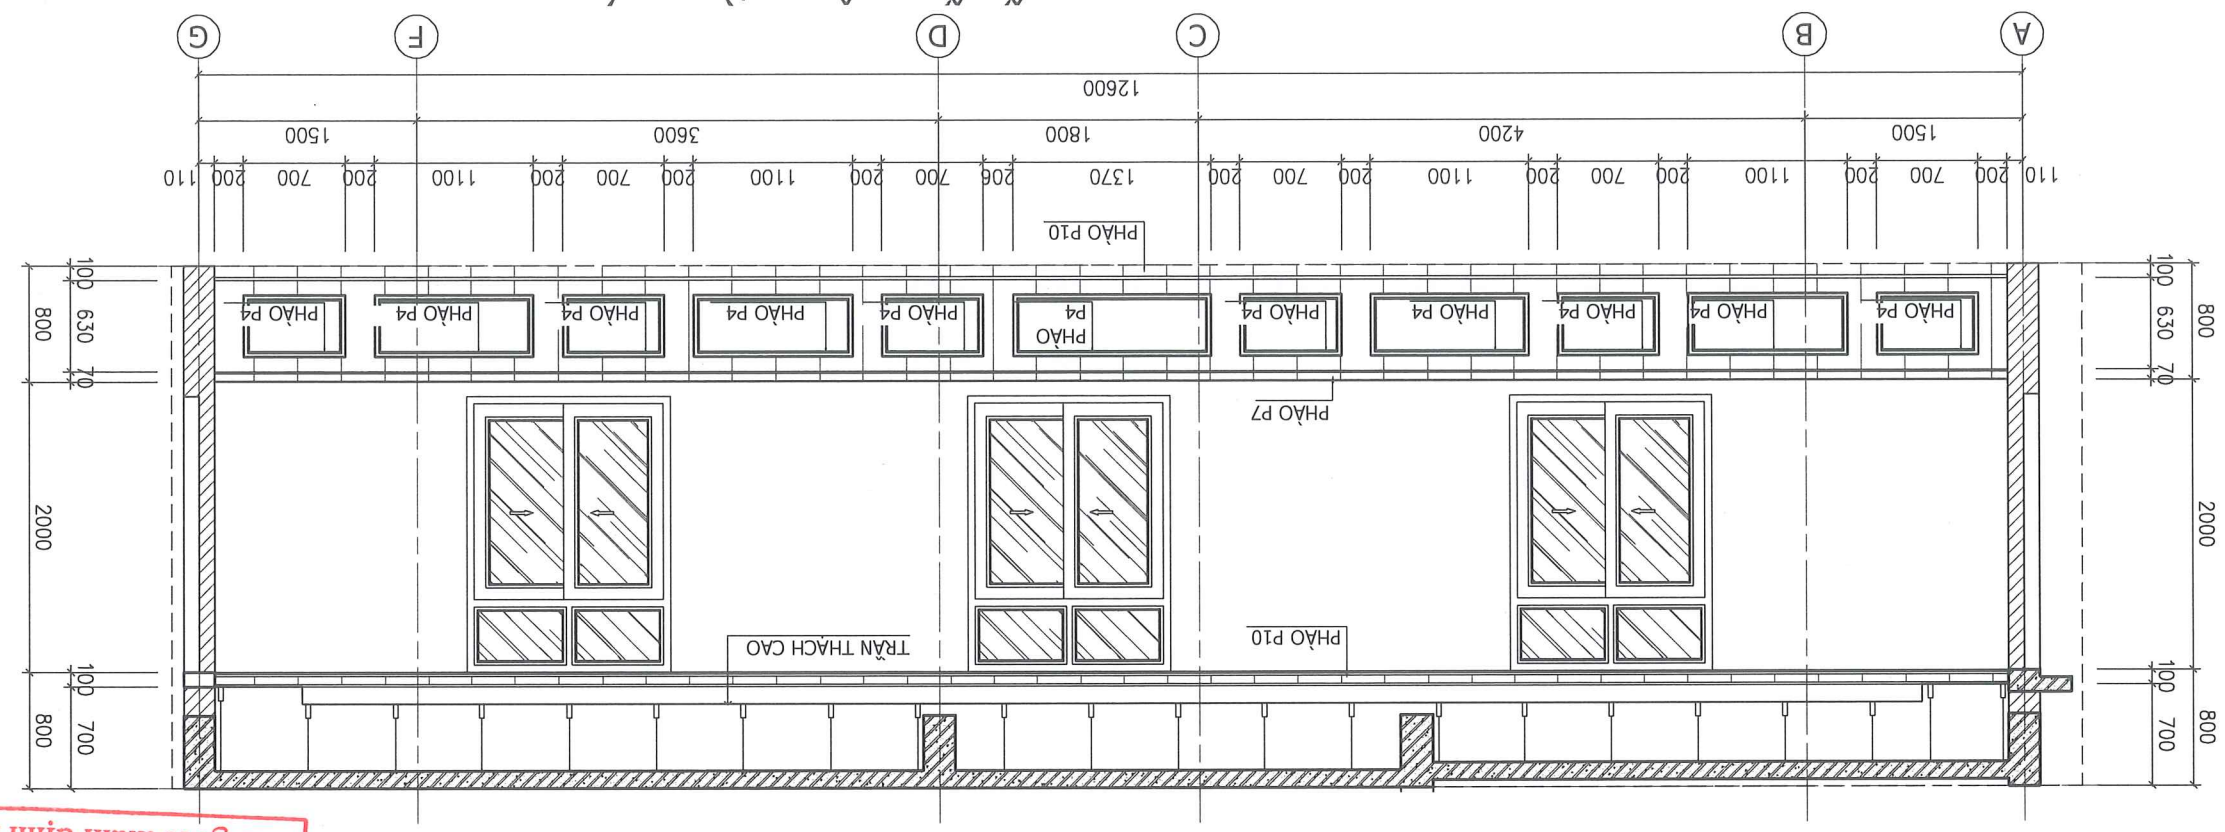 800 700 700 800
100 100
PHÀO P10 TRẦN THẠCH CAO
2000 2000
PHÀO P7
70 70
PHÀO
800 630 PHÀO P4 PHÀO P4 PHÀO P4 PHÀO P4 PHÀO P4 P4 PHÀO P4 PHÀO P4 PHÀO P4 PHÀO P4 PHÀO P4 630 800
100 100
PHÀO P10
110 200 700 200 1100 200 700 200 1100 200 700 200 1370 206 700 200 1100 200 700 200 1100 200 700 200 110
1500 4200 1800 3600 1500
12600
A B C D F G